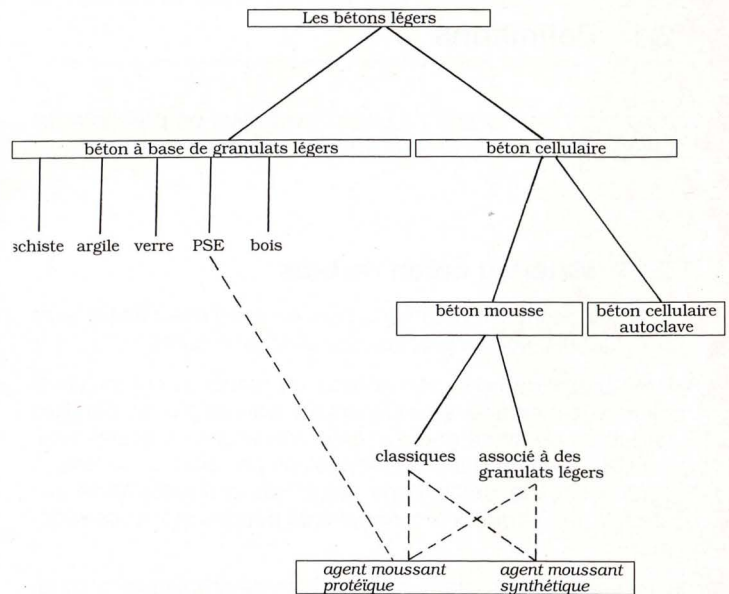 Les bétons légers
béton à base de granulats légers
béton cellulaire
schiste argile verre PSE bois
béton mousse
béton cellulaire
autoclave
classiques
associé à des
granulats légers
agent moussant
protéïque
agent moussant
synthétique